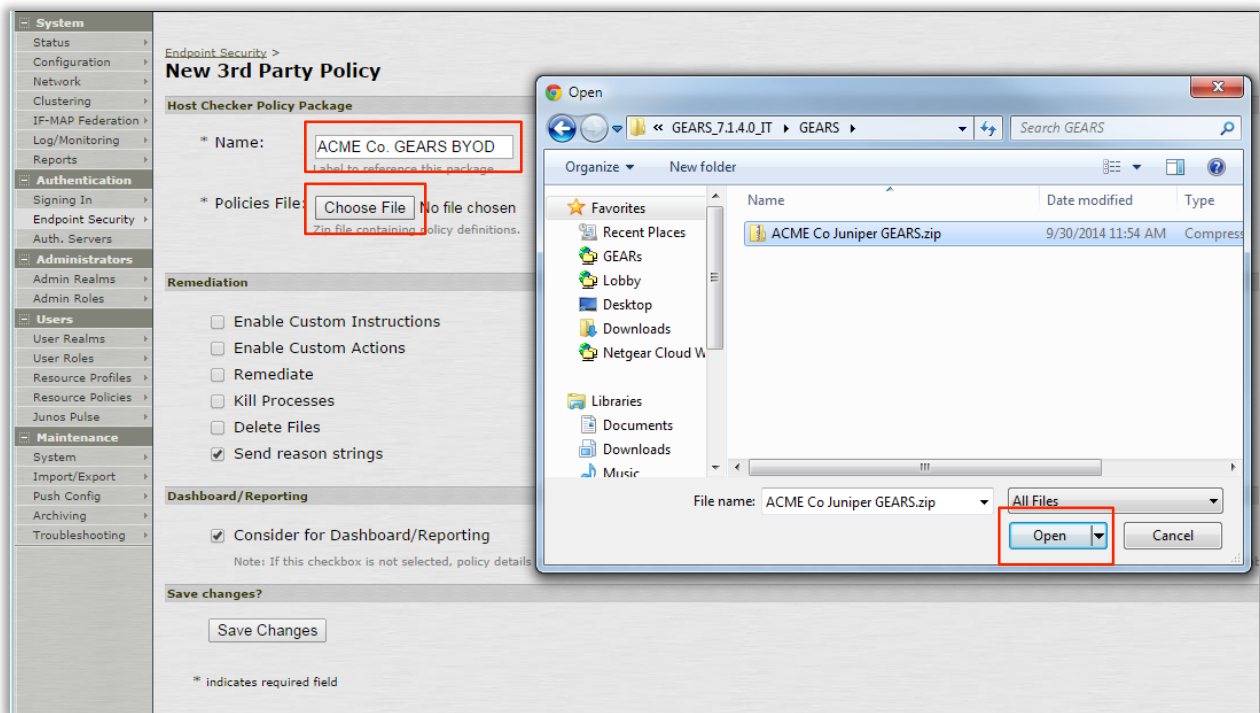 System
Status
Configuration
Network
Clustering
IF-MAP Federation
Log/Monitoring
Reports
Authentication
Signing In
Endpoint Security
Auth. Servers
Administrators
Admin Realms
Admin Roles
Users
User Realms
User Roles
Resource Profiles
Resource Policies
Junos Pulse
Maintenance
System
Import/Export
Push Config
Archiving
Troubleshooting
Endpoint Security >
New 3rd Party Policy
Host Checker Policy Package
* Name: ACME Co. GEARS BYOD
Label to reference this package
* Policies File: Choose File No file chosen
Zip file containing policy definitions.
Remediation
Enable Custom Instructions
Enable Custom Actions
Remediate
Kill Processes
Delete Files
Send reason strings
Dashboard/Reporting
Consider for Dashboard/Reporting
Note: If this checkbox is not selected, policy details
Save changes?
Save Changes
* indicates required field
Open
« GEARS_7.1.4.0_IT GEARS
Search GEARS
Organize New folder
Favorites
Recent Places
GEARs
Lobby
Desktop
Downloads
Netgear Cloud W
Libraries
Documents
Downloads
Music
Name Date modified Type
ACME Co Juniper GEARS.zip 9/30/2014 11:54 AM Compress
File name: ACME Co Juniper GEARS.zip All Files
Open Cancel